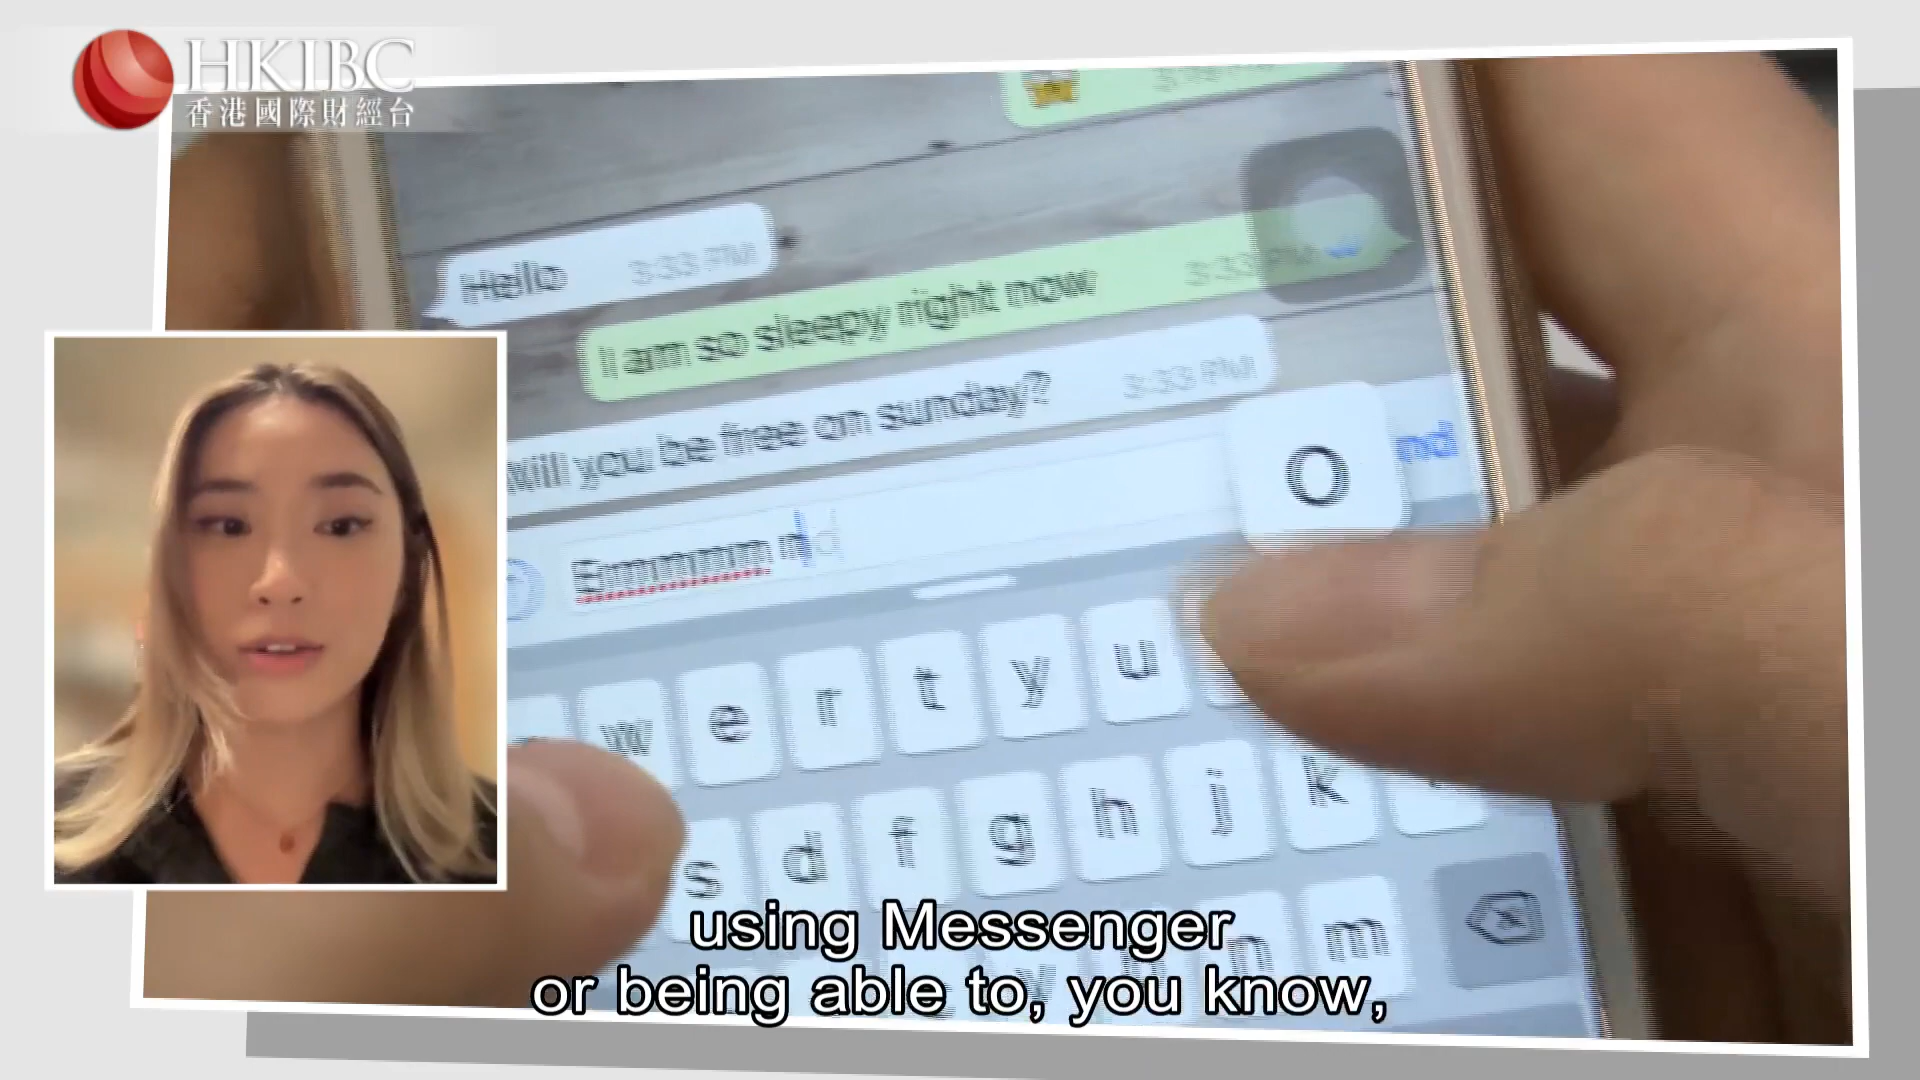 HKIBC
香港國際財經台
Hello 3:33 PM
I am so sleepy right now 3:33 PM
will you be free on sunday? 3:33 PM
O
Emmmm n
w e r t y u
s d f g h j k
n m
using Messenger
or being able to, you know,